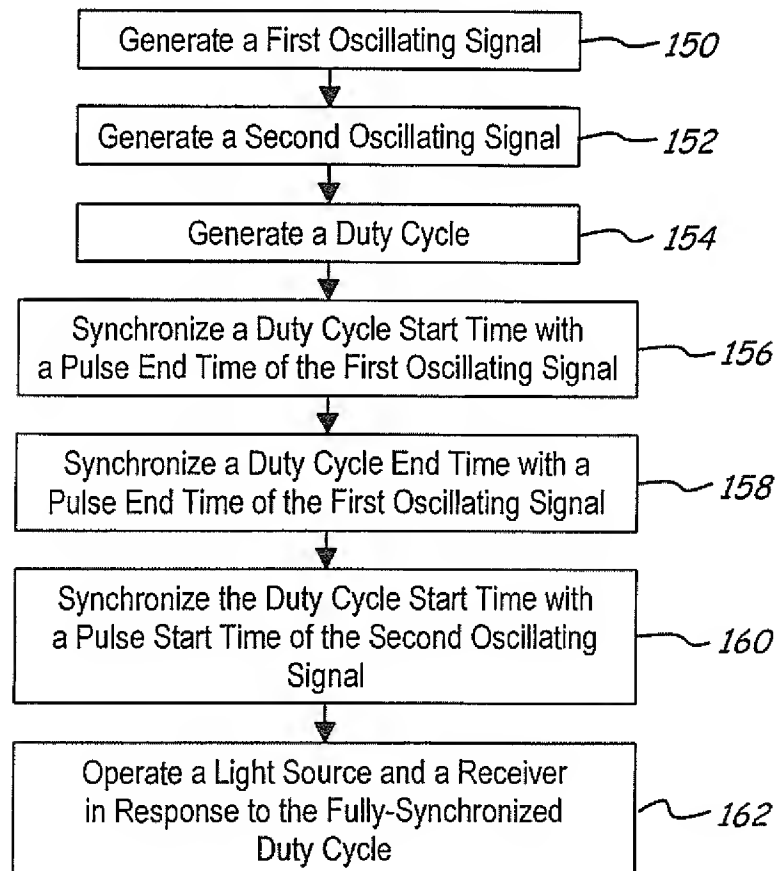 Generate a First Oscillating Signal 150
Generate a Second Oscillating Signal 152
Generate a Duty Cycle 154
Synchronize a Duty Cycle Start Time with
a Pulse End Time of the First Oscillating Signal 156
Synchronize a Duty Cycle End Time with a
Pulse End Time of the First Oscillating Signal 158
Synchronize the Duty Cycle Start Time with
a Pulse Start Time of the Second Oscillating
Signal 160
Operate a Light Source and a Receiver
in Response to the Fully-Synchronized
Duty Cycle 162